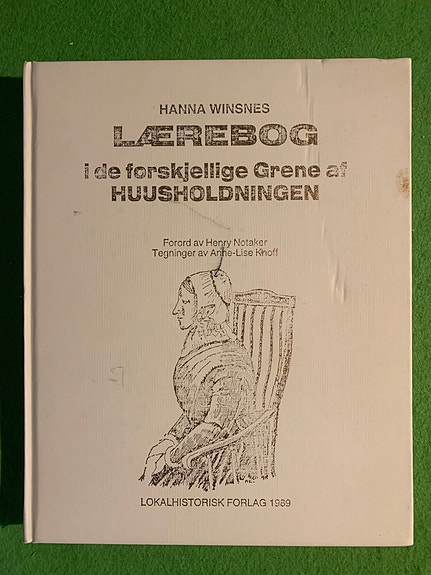 HANNA WINSNES
LÆREBOG
i de forskjellige Grene af
HUUSHOLDNINGEN
Forord av Henry Notaker
Tegninger av Anne-Lise Knoff
LOKALHISTORISK FORLAG 1989